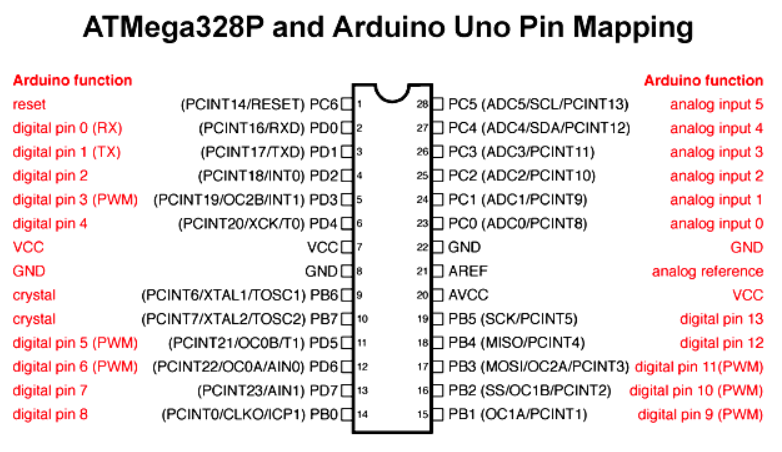 ATMega328P and Arduino Uno Pin Mapping
Arduino function Arduino function
reset (PCINT14/RESET) PC6 1 28 PC5 (ADC5/SCL/PCINT13) analog input 5
digital pin 0 (RX) (PCINT16/RXD) PD0 2 27 PC4 (ADC4/SDA/PCINT12) analog input 4
digital pin 1 (TX) (PCINT17/TXD) PD1 3 26 PC3 (ADC3/PCINT11) analog input 3
digital pin 2 (PCINT18/INT0) PD2 4 25 PC2 (ADC2/PCINT10) analog input 2
digital pin 3 (PWM) (PCINT19/OC2B/INT1) PD3 5 24 PC1 (ADC1/PCINT9) analog input 1
digital pin 4 (PCINT20/XCK/T0) PD4 6 23 PC0 (ADC0/PCINT8) analog input 0
VCC VCC 7 22 GND GND
GND GND 8 21 AREF analog reference
crystal (PCINT6/XTAL1/TOSC1) PB6 9 20 AVCC VCC
crystal (PCINT7/XTAL2/TOSC2) PB7 10 19 PB5 (SCK/PCINT5) digital pin 13
digital pin 5 (PWM) (PCINT21/OC0B/T1) PD5 11 18 PB4 (MISO/PCINT4) digital pin 12
digital pin 6 (PWM) (PCINT22/OC0A/AIN0) PD6 12 17 PB3 (MOSI/OC2A/PCINT3) digital pin 11(PWM)
digital pin 7 (PCINT23/AIN1) PD7 13 16 PB2 (SS/OC1B/PCINT2) digital pin 10 (PWM)
digital pin 8 (PCINT0/CLKO/ICP1) PB0 14 15 PB1 (OC1A/PCINT1) digital pin 9 (PWM)